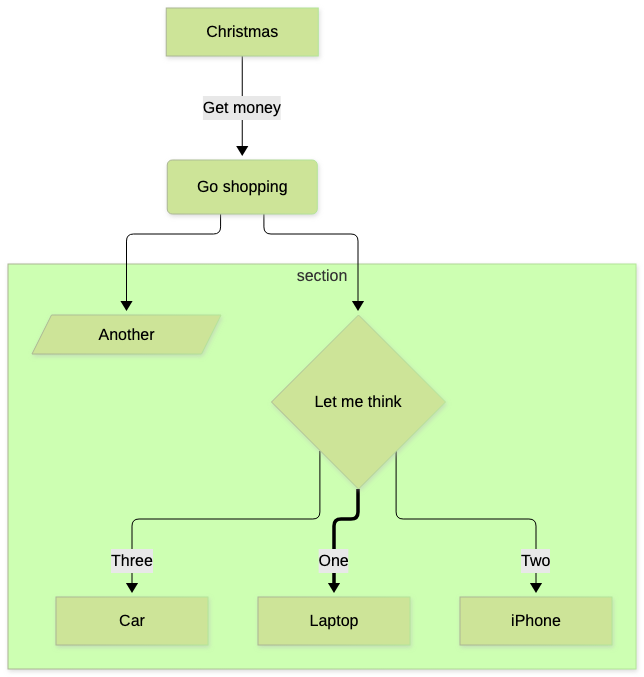 Christmas
Get money
Go shopping
section
Another
Let me think
Three
One
Two
Car
Laptop
iPhone